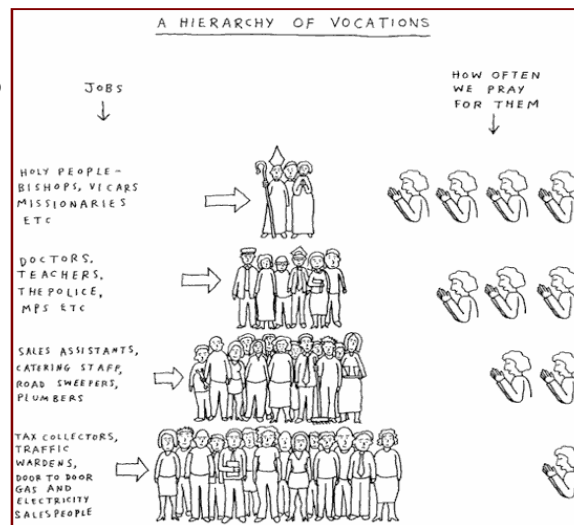 A HIERARCHY OF VOCATIONS
JOBS
HOW OFTEN
WE PRAY
FOR THEM
HOLY PEOPLE-
BISHOPS, VICARS
MISSIONARIES
ETC
DOCTORS,
TEACHERS,
THE POLICE,
MPS ETC
SALES ASSISTANTS,
CATERING STAFF,
ROAD SWEEPERS,
PLUMBERS
TAX COLLECTORS,
TRAFFIC
WARDENS,
DOOR TO DOOR
GAS AND
ELECTRICITY
SALESPEOPLE